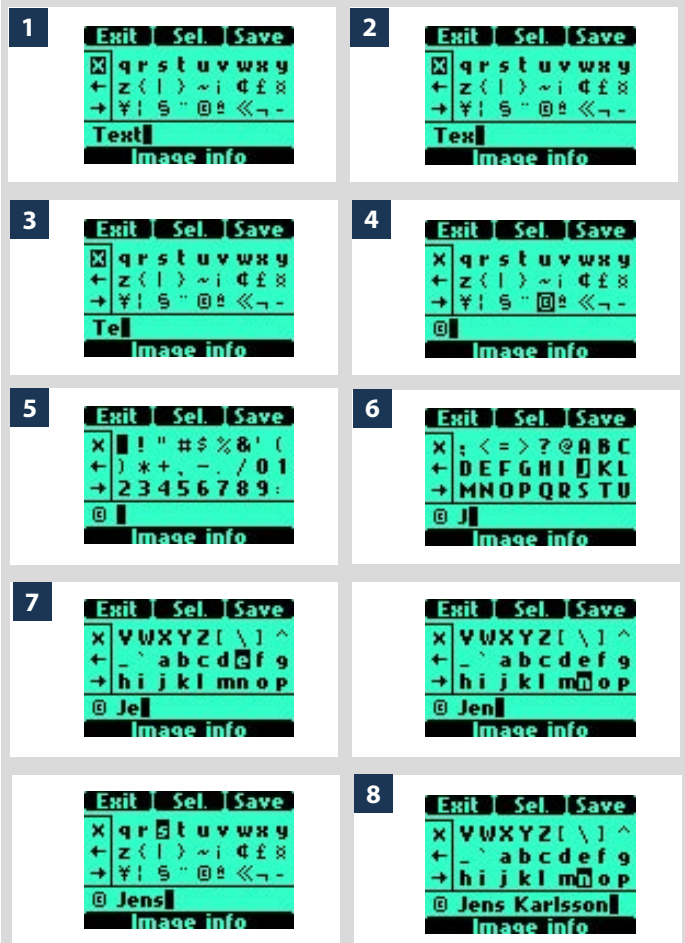 1
Exit Sel. Save
× q r s t u v w x y
← z { | } ~ ¡ ¢ £ ¤
→ ¥ ¦ § ¨ © ª « ¬ -
Text
Image info
2
Exit Sel. Save
× q r s t u v w x y
← z { | } ~ ¡ ¢ £ ¤
→ ¥ ¦ § ¨ © ª « ¬ -
Tex
Image info
3
Exit Sel. Save
× q r s t u v w x y
← z { | } ~ ¡ ¢ £ ¤
→ ¥ ¦ § ¨ © ª « ¬ -
Te
Image info
4
Exit Sel. Save
× q r s t u v w x y
← z { | } ~ ¡ ¢ £ ¤
→ ¥ ¦ § ¨ © ª « ¬ -
©
Image info
5
Exit Sel. Save
× ! " # $ % & ' (
← ) * + , - . / 0 1
→ 2 3 4 5 6 7 8 9 :
©
Image info
6
Exit Sel. Save
× ; < = > ? @ A B C
← D E F G H I J K L
→ M N O P Q R S T U
© J
Image info
7
Exit Sel. Save
× V W X Y Z [ \ ] ^
← _ ` a b c d e f g
→ h i j k l m n o p
© Je
Image info
Exit Sel. Save
× V W X Y Z [ \ ] ^
← _ ` a b c d e f g
→ h i j k l m n o p
© Jen
Image info
Exit Sel. Save
× q r s t u v w x y
← z { | } ~ ¡ ¢ £ ¤
→ ¥ ¦ § ¨ © ª « ¬ -
© Jens
Image info
8
Exit Sel. Save
× V W X Y Z [ \ ] ^
← _ ` a b c d e f g
→ h i j k l m n o p
© Jens Karlsson
Image info